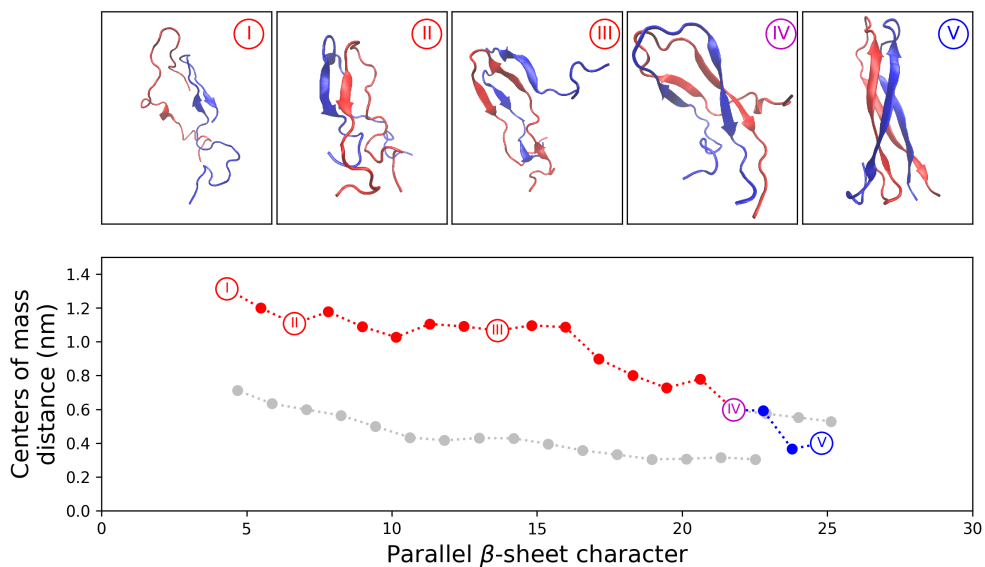 I II III IV V
1.4
1.2
1.0
0.8
0.6
0.4
0.2
0.0
Centers of mass
distance (nm)
I
II
III
IV
V
0 5 10 15 20 25 30
Parallel β-sheet character